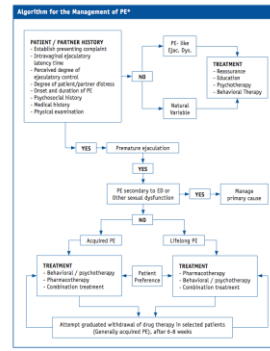 Algorithm for the Management of PE*
PATIENT / PARTNER HISTORY
- Establish presenting complaint
- Intravaginal ejaculatory
latency time
- Perceived degree of
ejaculatory control
- Degree of patient/partner distress
- Onset and duration of PE
- Psychosocial history
- Medical history
- Physical examination
NO
PE- like
Ejac. Dys.
Natural
Variable
TREATMENT
- Reassurance
- Education
- Psychotherapy
- Behavioral Therapy
YES
Premature ejaculation
PE secondary to ED or
Other sexual dysfunction
YES
Manage
primary cause
NO
Acquired PE
Lifelong PE
TREATMENT
- Behavioral / psychotherapy
- Pharmacotherapy
- Combination treatment
Patient
Preference
TREATMENT
- Pharmacotherapy
- Behavioral / psychotherapy
- Combination treatment
Attempt graduated withdrawal of drug therapy in selected patients
(Generally acquired PE), after 6-8 weeks